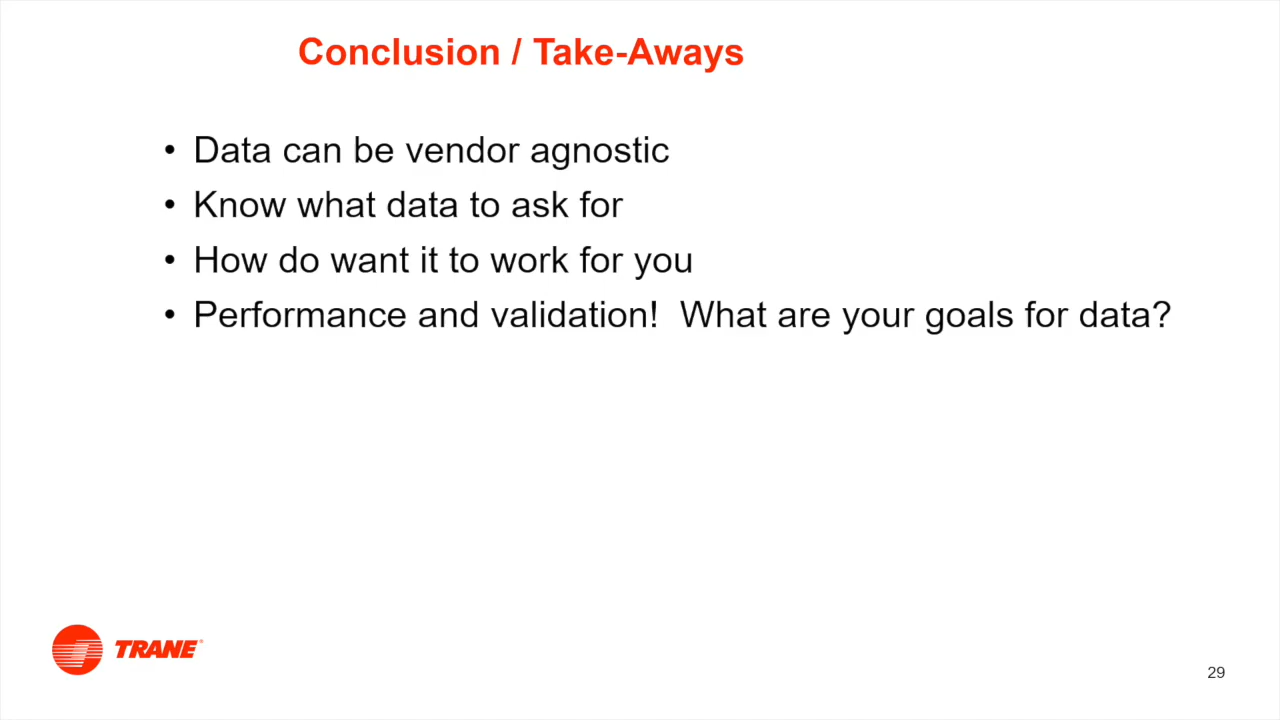 Conclusion / Take-Aways
• Data can be vendor agnostic
• Know what data to ask for
• How do want it to work for you
• Performance and validation!  What are your goals for data?
TRANE®
29